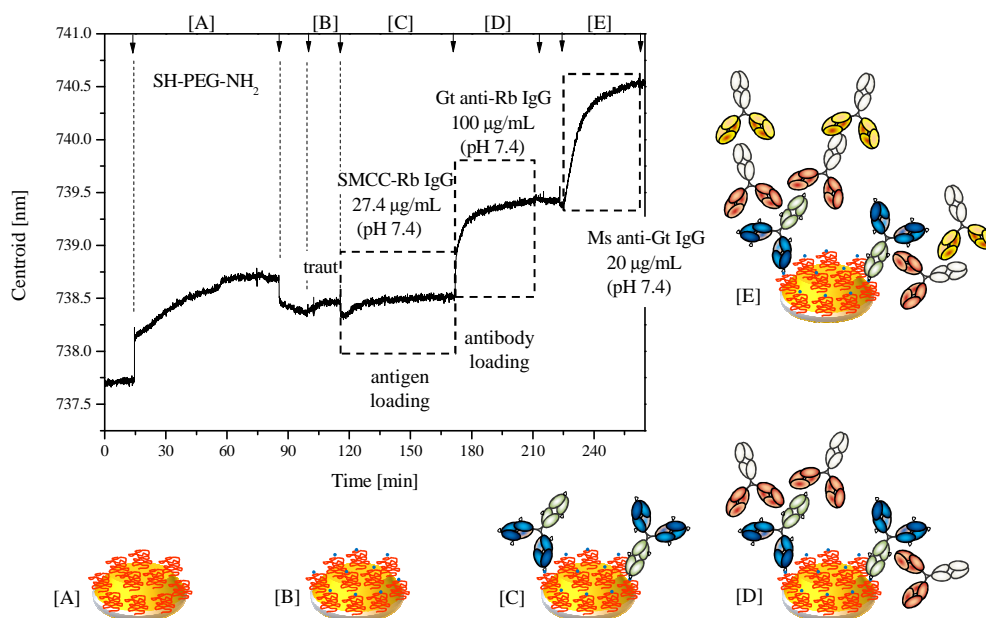 [A] [B] [C] [D] [E]
741.0
740.5
740.0
739.5
739.0
738.5
738.0
737.5
Centroid [nm]
SH-PEG-NH₂
traut
SMCC-Rb IgG
27.4 μg/mL
(pH 7.4)
antigen
loading
Gt anti-Rb IgG
100 μg/mL
(pH 7.4)
antibody
loading
Ms anti-Gt IgG
20 μg/mL
(pH 7.4)
0 30 60 90 120 150 180 210 240
Time [min]
[E]
[A]
[B]
[C]
[D]